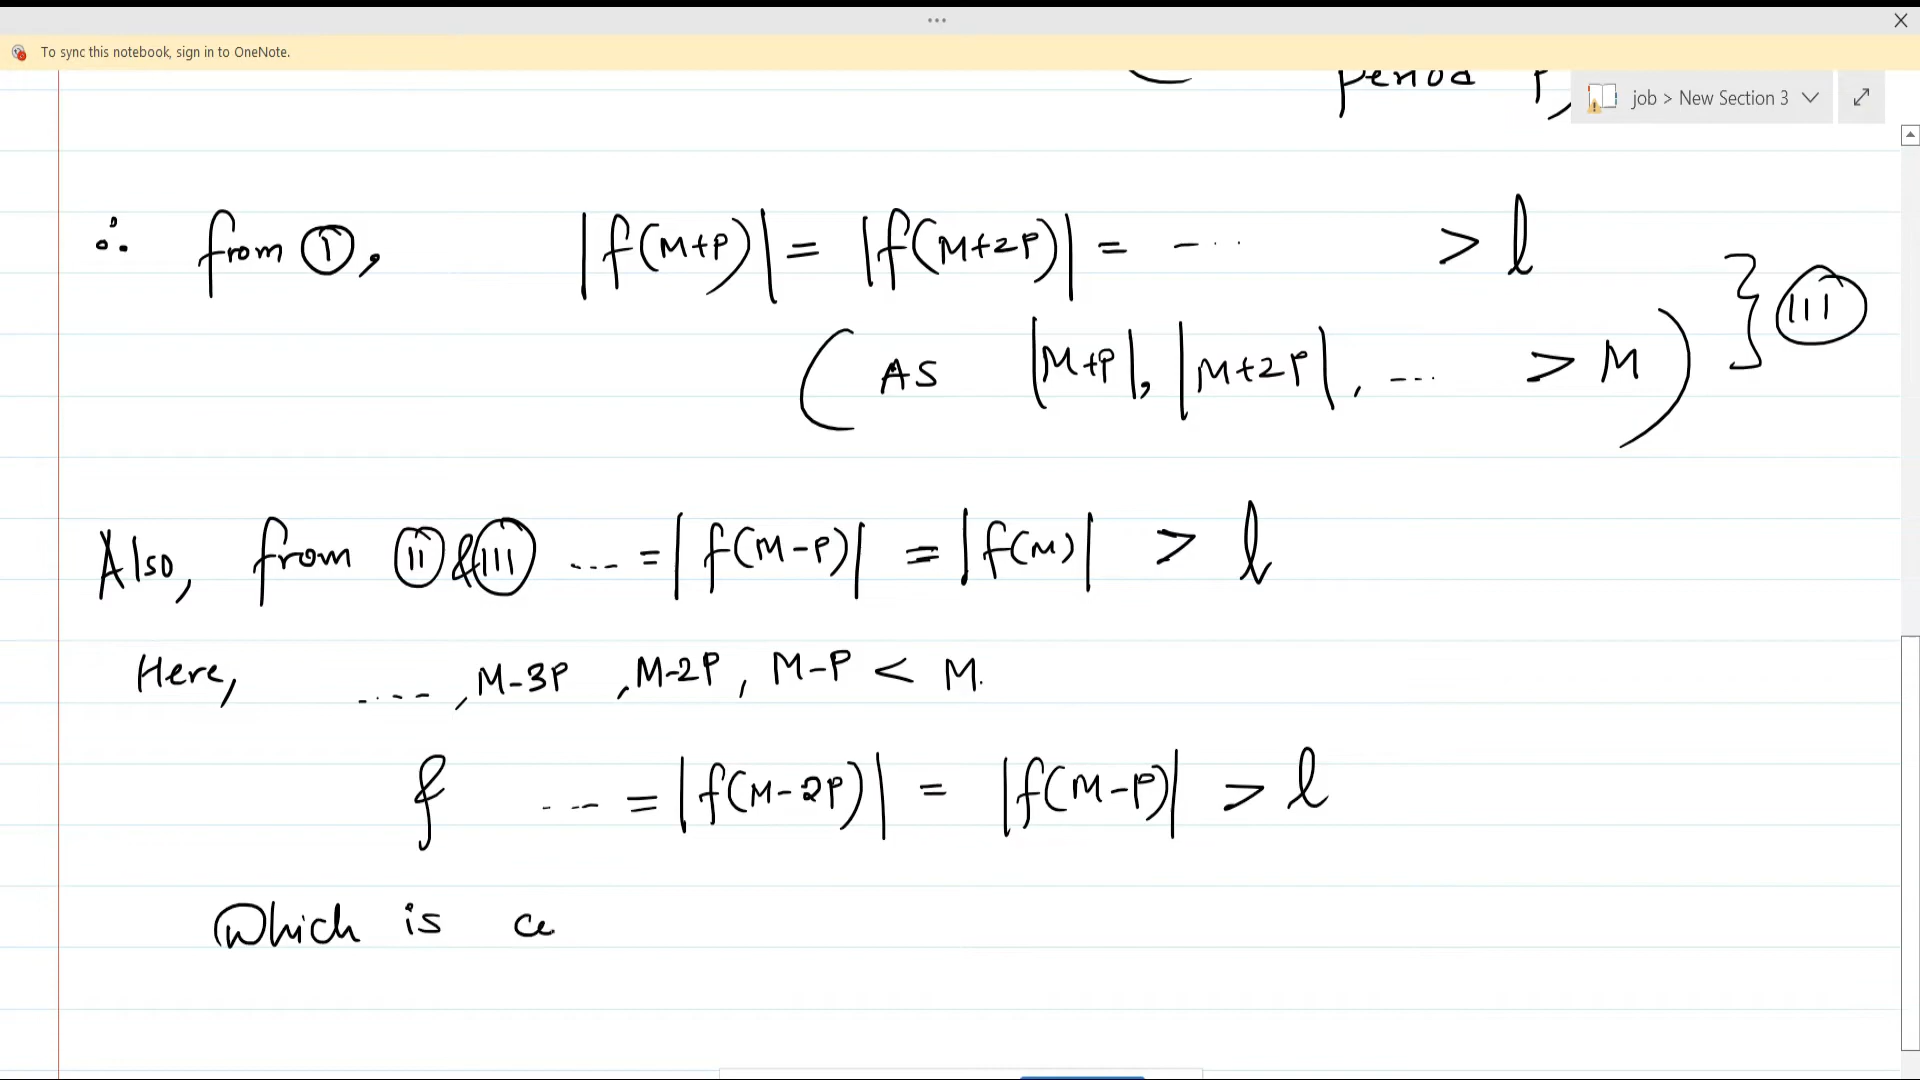 ...
To sync this notebook, sign in to OneNote.
period P,
job > New Section 3
∴ from Ⓘ, |f(M+P)| = |f(M+2P)| = - ··· > l
(As |M+P|, |M+2P|, ---- > M) } III
Also, from II & III ... = |f(M-P)| = |f(M)| > l
Here, ....., M-3P, M-2P, M-P < M.
& ... = |f(M-2P)| = |f(M-P)| > l
Which is a